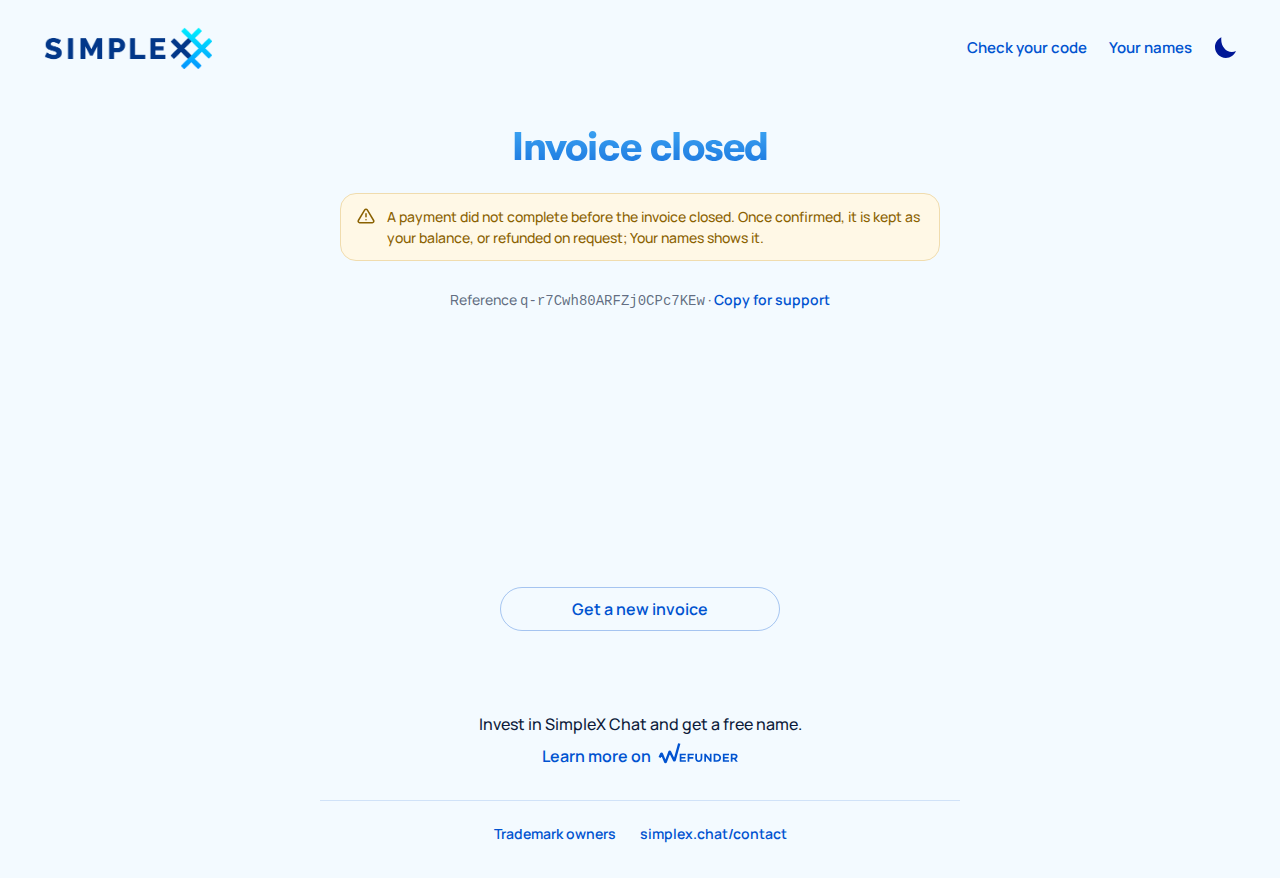 SIMPLEX
Check your code
Your names
Invoice closed
A payment did not complete before the invoice closed. Once confirmed, it is kept as
your balance, or refunded on request; Your names shows it.
Reference q-r7Cwh80ARFZj0CPc7KEw · Copy for support
Get a new invoice
Invest in SimpleX Chat and get a free name.
Learn more on WEFUNDER
Trademark owners
simplex.chat/contact